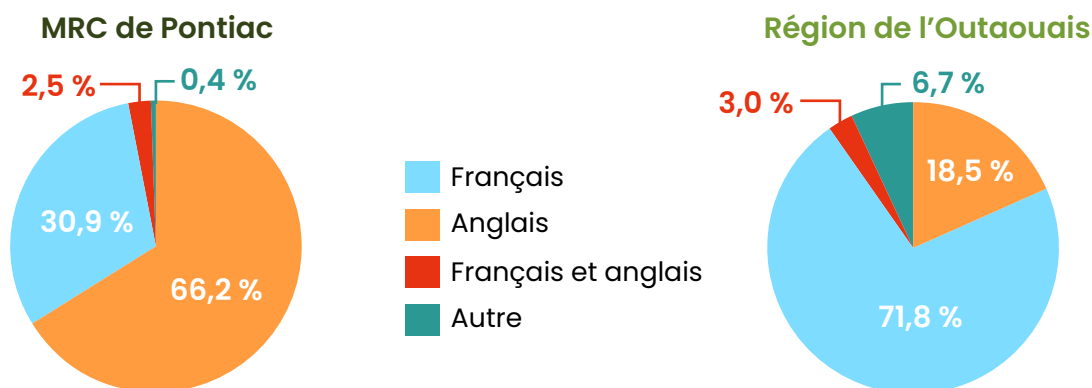 MRC de Pontiac
2,5 %
0,4 %
30,9 %
66,2 %
Français
Anglais
Français et anglais
Autre
Région de l’Outaouais
3,0 %
6,7 %
18,5 %
71,8 %